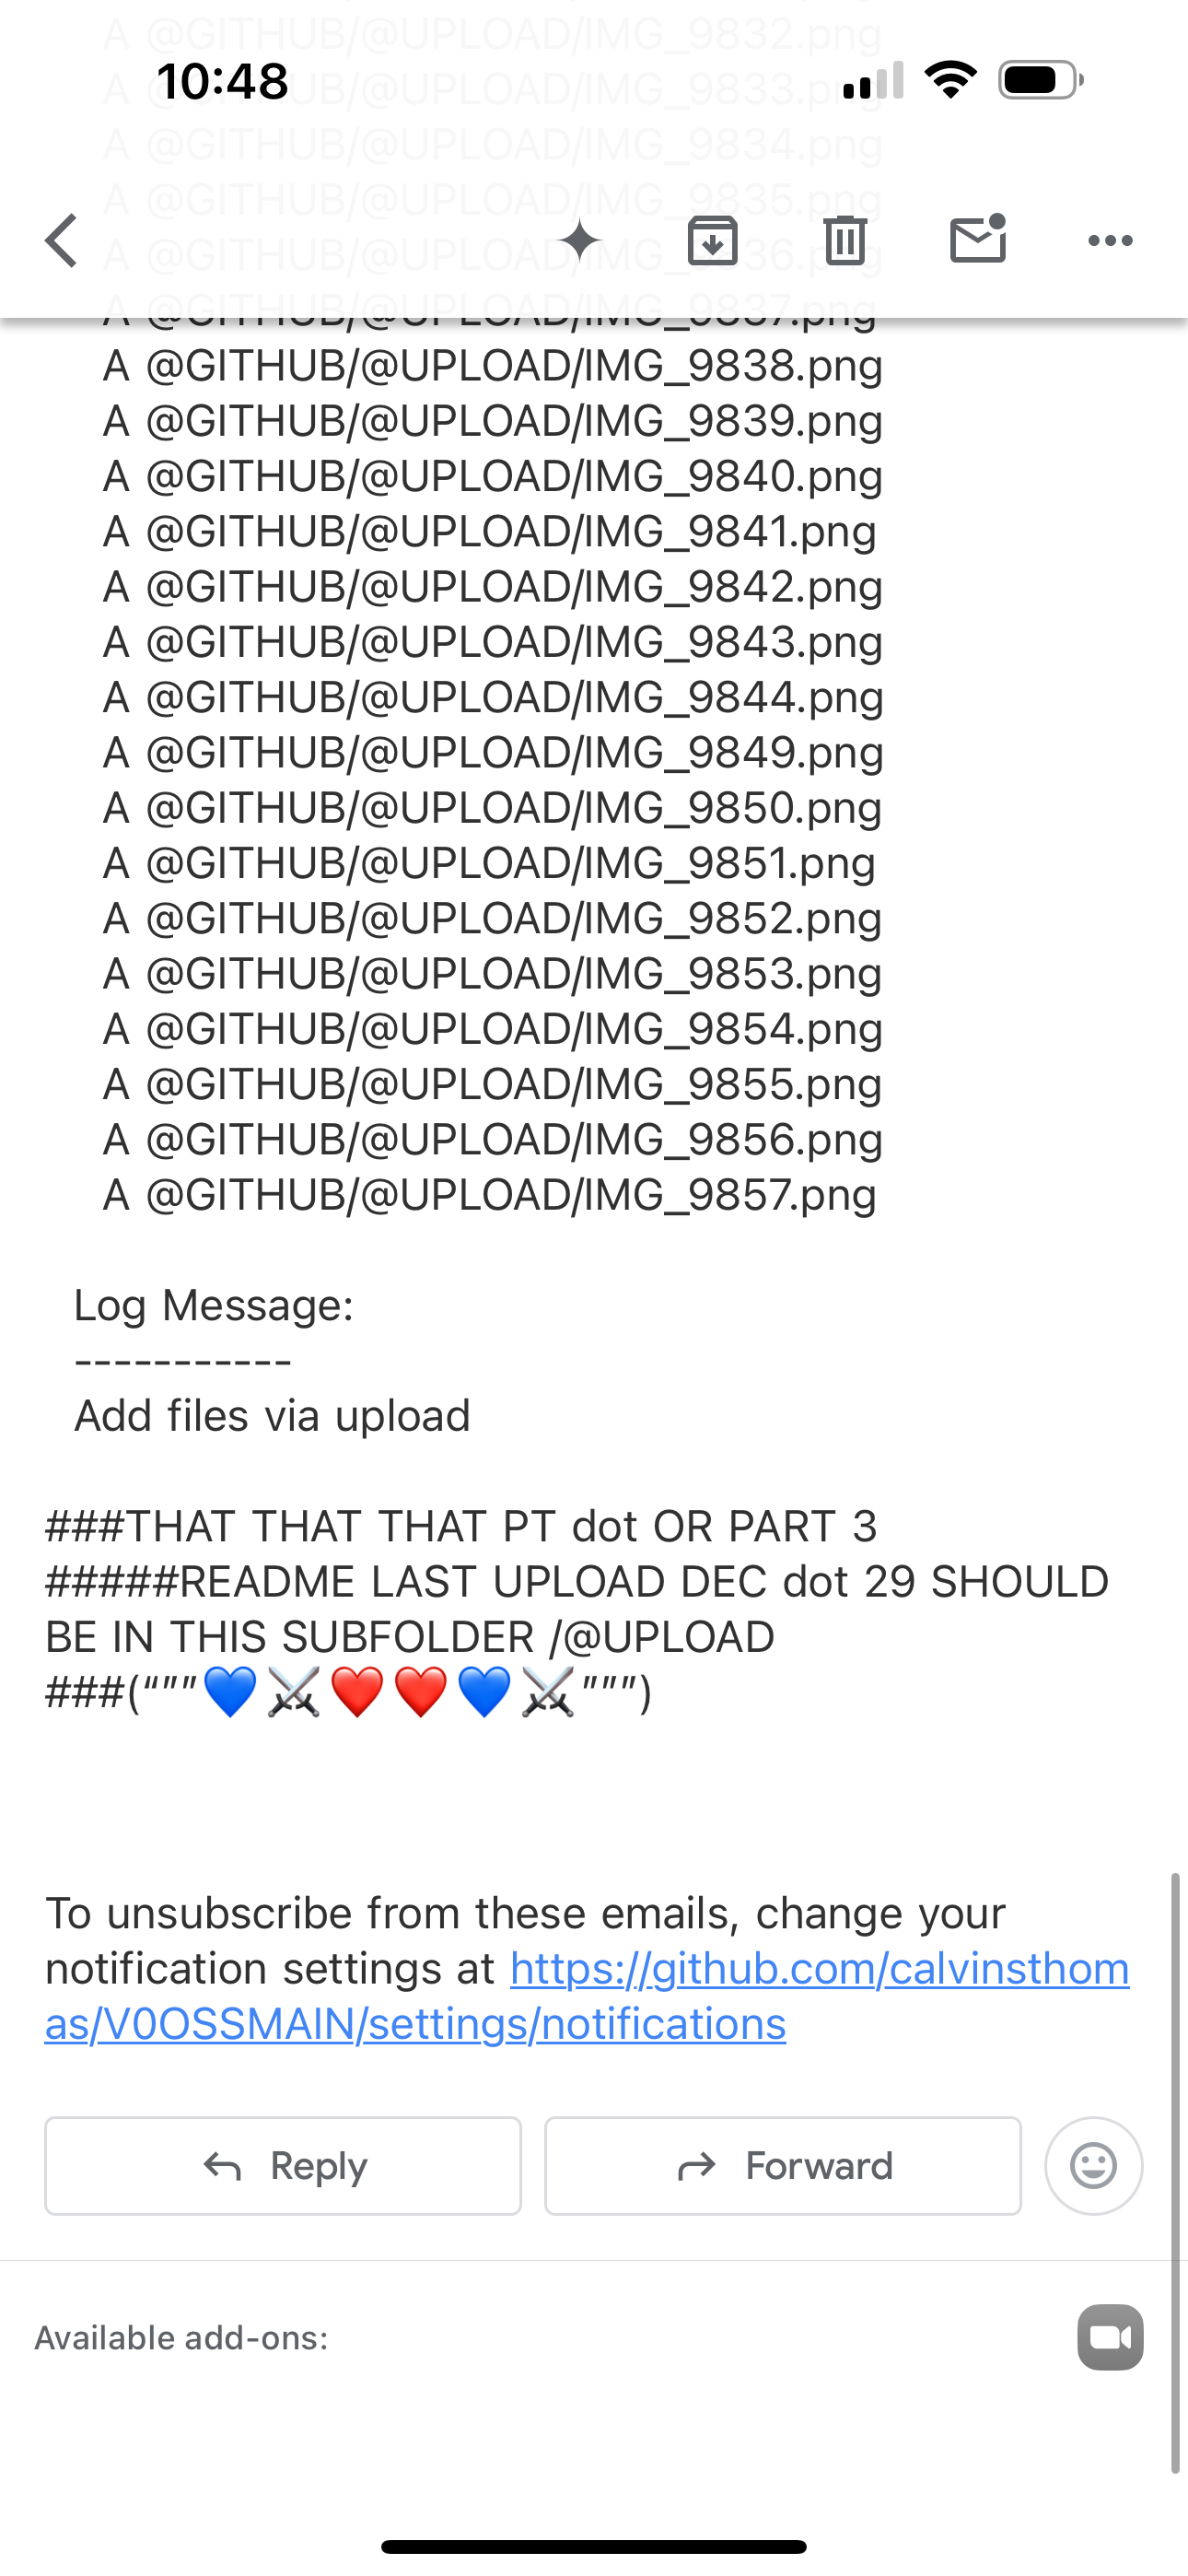 A @GITHUB/@UPLOAD/IMG_9832.png
10:48
A @GITHUB/@UPLOAD/IMG_9833.png
A @GITHUB/@UPLOAD/IMG_9834.png
A @GITHUB/@UPLOAD/IMG_9835.png
A @GITHUB/@UPLOAD/IMG_9836.png
A @GITHUB/@UPLOAD/IMG_9837.png
A @GITHUB/@UPLOAD/IMG_9838.png
A @GITHUB/@UPLOAD/IMG_9839.png
A @GITHUB/@UPLOAD/IMG_9840.png
A @GITHUB/@UPLOAD/IMG_9841.png
A @GITHUB/@UPLOAD/IMG_9842.png
A @GITHUB/@UPLOAD/IMG_9843.png
A @GITHUB/@UPLOAD/IMG_9844.png
A @GITHUB/@UPLOAD/IMG_9849.png
A @GITHUB/@UPLOAD/IMG_9850.png
A @GITHUB/@UPLOAD/IMG_9851.png
A @GITHUB/@UPLOAD/IMG_9852.png
A @GITHUB/@UPLOAD/IMG_9853.png
A @GITHUB/@UPLOAD/IMG_9854.png
A @GITHUB/@UPLOAD/IMG_9855.png
A @GITHUB/@UPLOAD/IMG_9856.png
A @GITHUB/@UPLOAD/IMG_9857.png
Log Message:
-----------
Add files via upload
###THAT THAT THAT PT dot OR PART 3
#####README LAST UPLOAD DEC dot 29 SHOULD
BE IN THIS SUBFOLDER /@UPLOAD
###(“””💙⚔️❤️❤️💙⚔️”””)
To unsubscribe from these emails, change your
notification settings at https://github.com/calvinsthom
as/V0OSSMAIN/settings/notifications
Reply
Forward
Available add-ons: